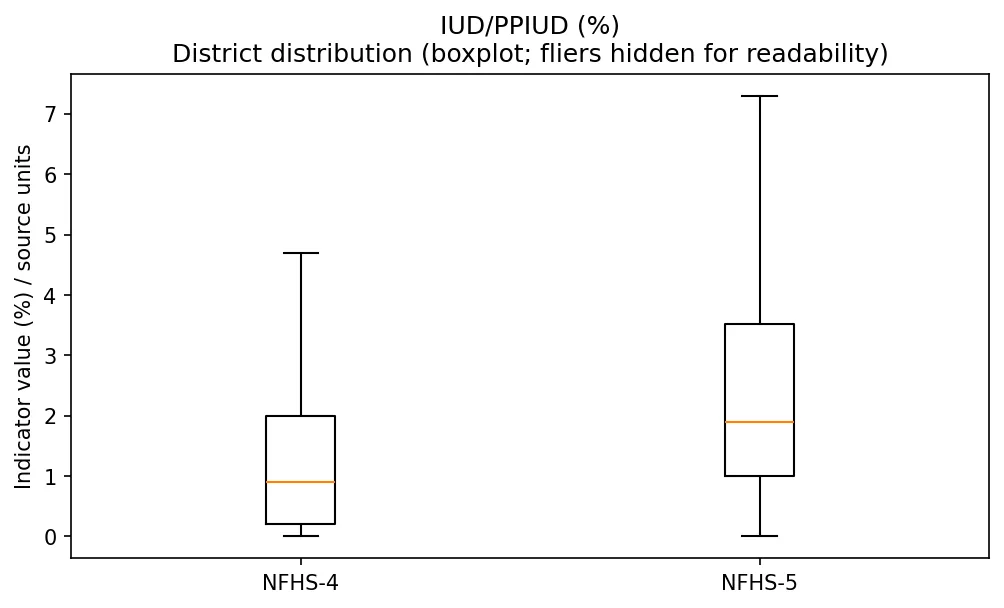 IUD/PPIUD (%)
District distribution (boxplot; fliers hidden for readability)
Indicator value (%) / source units
7
6
5
4
3
2
1
0
NFHS-4
NFHS-5